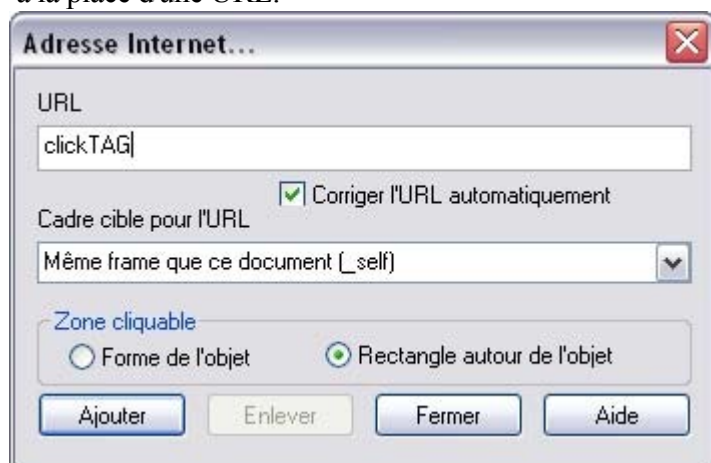 à la place d'une URL.
Adresse Internet...
URL
clickTAG
Corriger l'URL automatiquement
Cadre cible pour l'URL
Même frame que ce document (_self)
Zone cliquable
Forme de l'objet Rectangle autour de l'objet
Ajouter Enlever Fermer Aide